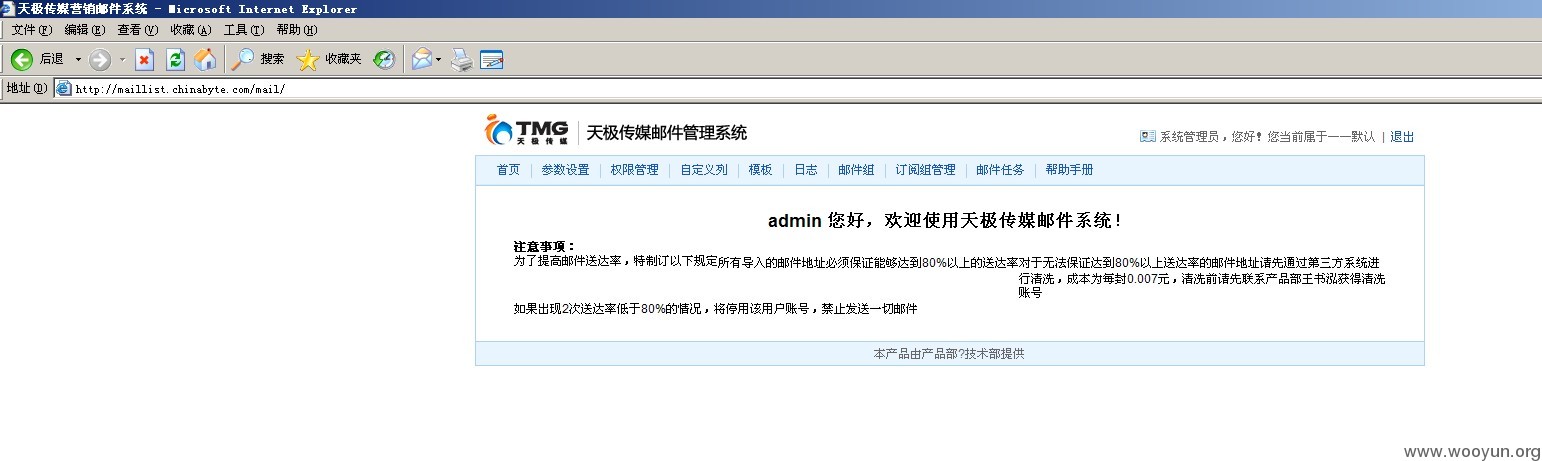 天极传媒营销邮件系统 - Microsoft Internet Explorer
文件(F) 编辑(E) 查看(V) 收藏(A) 工具(T) 帮助(H)
后退 搜索 收藏夹
地址(D) http://maillist.chinabyte.com/mail/
TMG 天极传媒 天极传媒邮件管理系统
系统管理员，您好！您当前属于一一默认 | 退出
首页 | 参数设置 | 权限管理 | 自定义列 | 模板 | 日志 | 邮件组 | 订阅组管理 | 邮件任务 | 帮助手册
admin 您好，欢迎使用天极传媒邮件系统！
注意事项：
为了提高邮件送达率，特制订以下规定所有导入的邮件地址必须保证能够达到80%以上的送达率对于无法保证达到80%以上送达率的邮件地址请先通过第三方系统进
行清洗，成本为每封0.007元，清洗前请先联系产品部王书泓获得清洗
账号
如果出现2次送达率低于80%的情况，将停用该用户账号，禁止发送一切邮件
本产品由产品部?技术部提供
www.wooyun.org